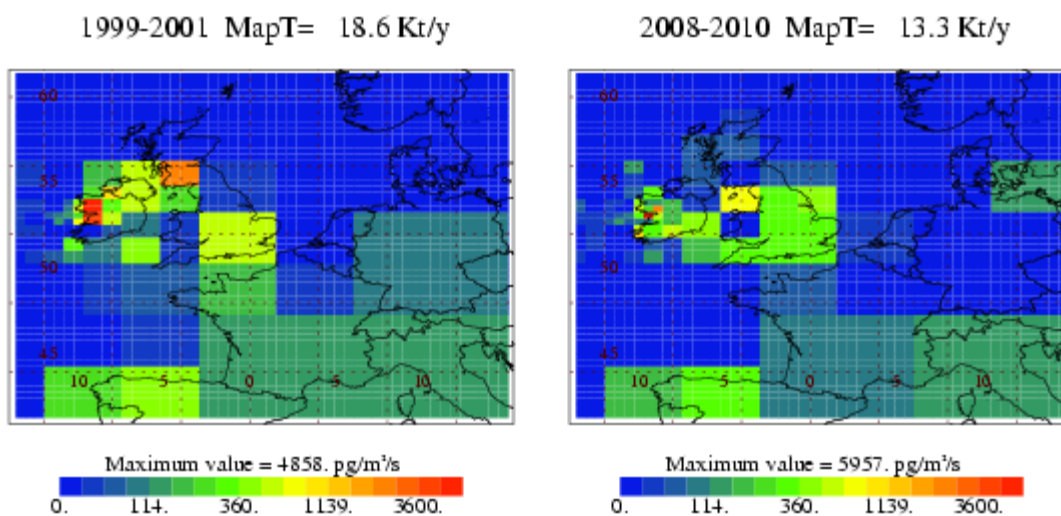 1999-2001 MapT= 18.6 Kt/y
60
55
50
45
10 5 0 5 10
Maximum value = 4858. pg/m²/s
0. 114. 360. 1139. 3600.
2008-2010 MapT= 13.3 Kt/y
60
55
50
45
10 5 0 5 10
Maximum value = 5957. pg/m²/s
0. 114. 360. 1139. 3600.